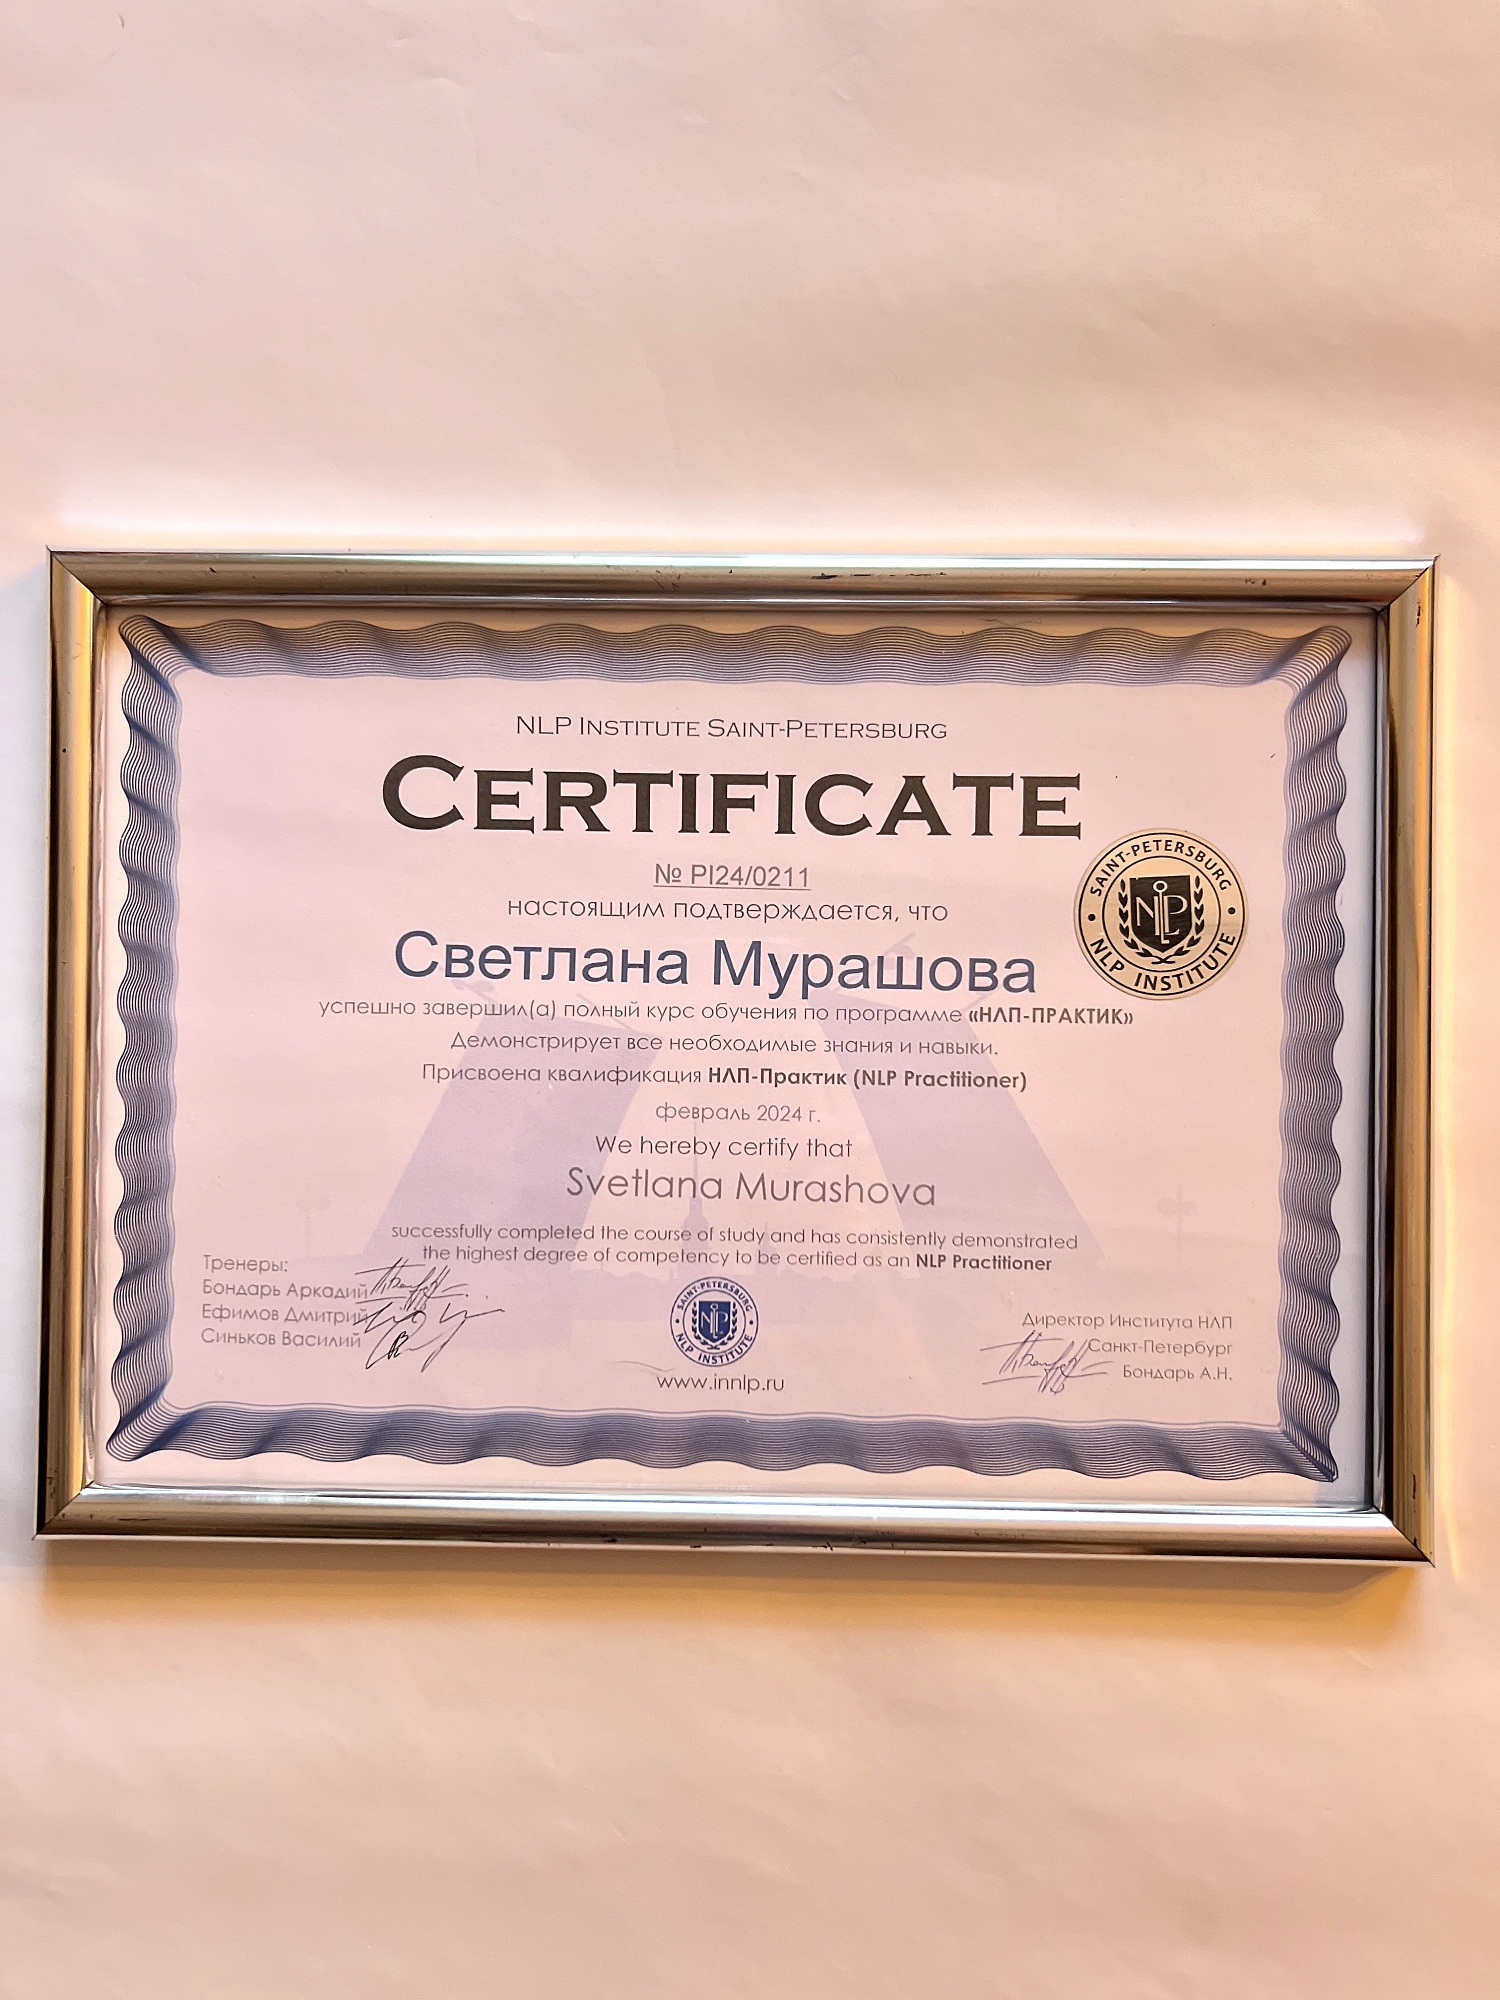 NLP INSTITUTE SAINT-PETERSBURG
CERTIFICATE
№ PI24/0211
настоящим подтверждается, что
Светлана Мурашова
успешно завершил(а) полный курс обучения по программе «НЛП-ПРАКТИК»
Демонстрирует все необходимые знания и навыки.
Присвоена квалификация НЛП-Практик (NLP Practitioner)
февраль 2024 г.
We hereby certify that
Svetlana Murashova
successfully completed the course of study and has consistently demonstrated
the highest degree of competency to be certified as an NLP Practitioner
SAINT-PETERSBURG
NLP
NLP INSTITUTE
Тренеры:
Бондарь Аркадий
Ефимов Дмитрий
Синьков Василий
SAINT-PETERSBURG
NLP
NLP INSTITUTE
www.innlp.ru
Директор Института НЛП
Санкт-Петербург
Бондарь А.Н.